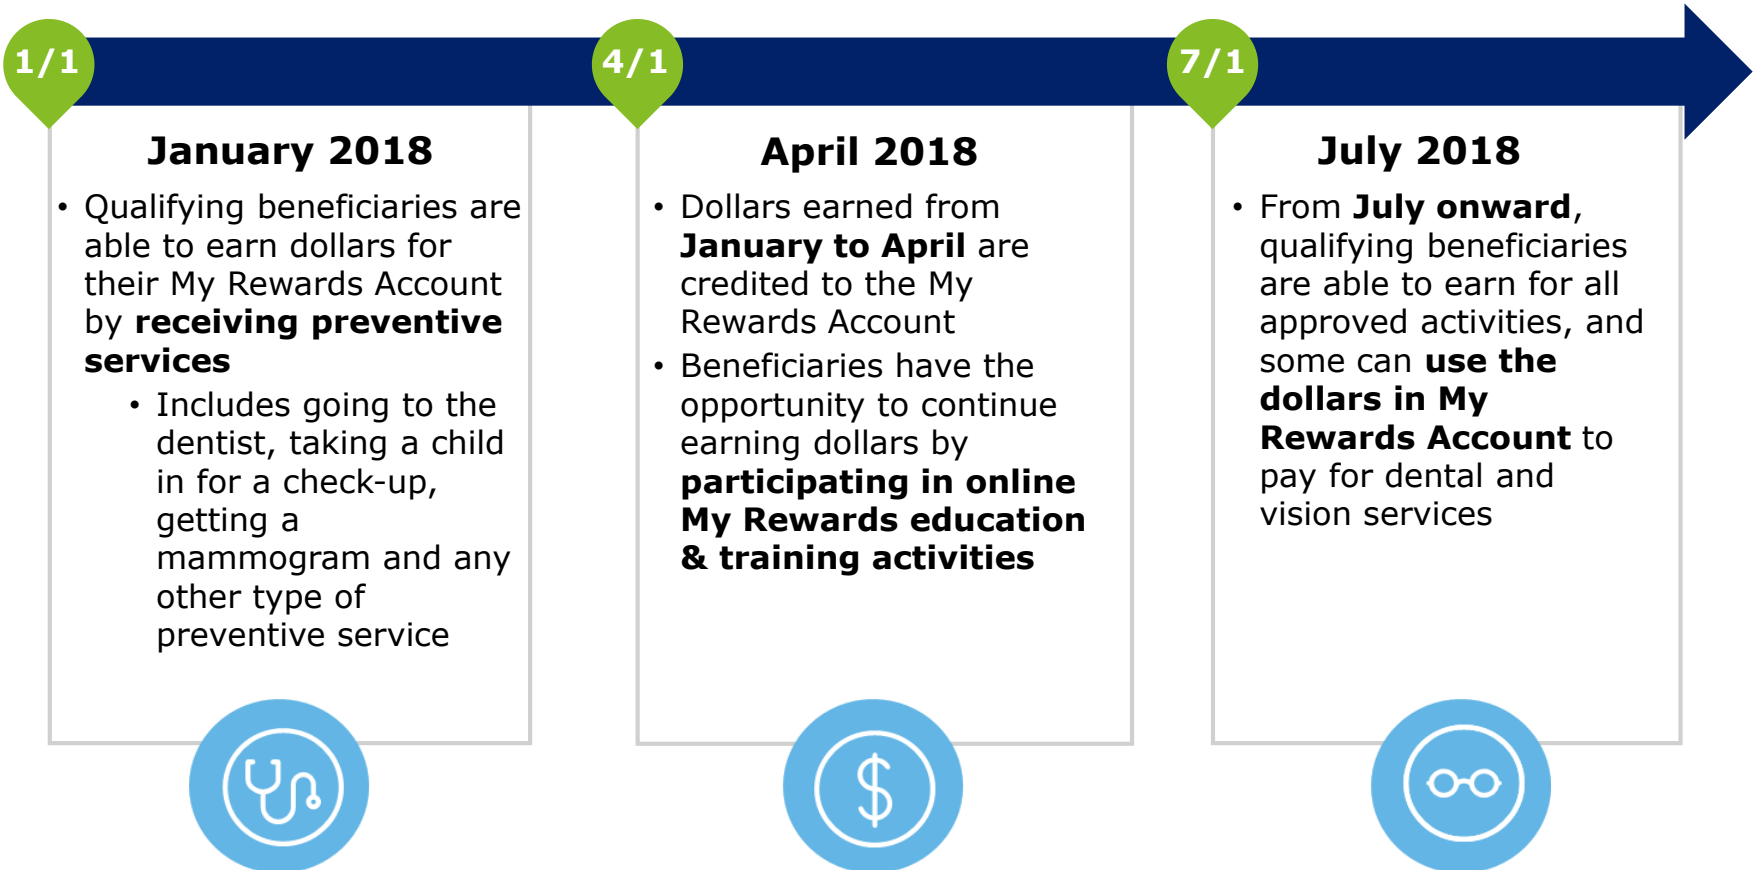 1/1
4/1
7/1
January 2018
• Qualifying beneficiaries are
able to earn dollars for
their My Rewards Account
by receiving preventive
services
• Includes going to the
dentist, taking a child
in for a check-up,
getting a
mammogram and any
other type of
preventive service
April 2018
• Dollars earned from
January to April are
credited to the My
Rewards Account
• Beneficiaries have the
opportunity to continue
earning dollars by
participating in online
My Rewards education
& training activities
July 2018
• From July onward,
qualifying beneficiaries
are able to earn for all
approved activities, and
some can use the
dollars in My
Rewards Account to
pay for dental and
vision services
$